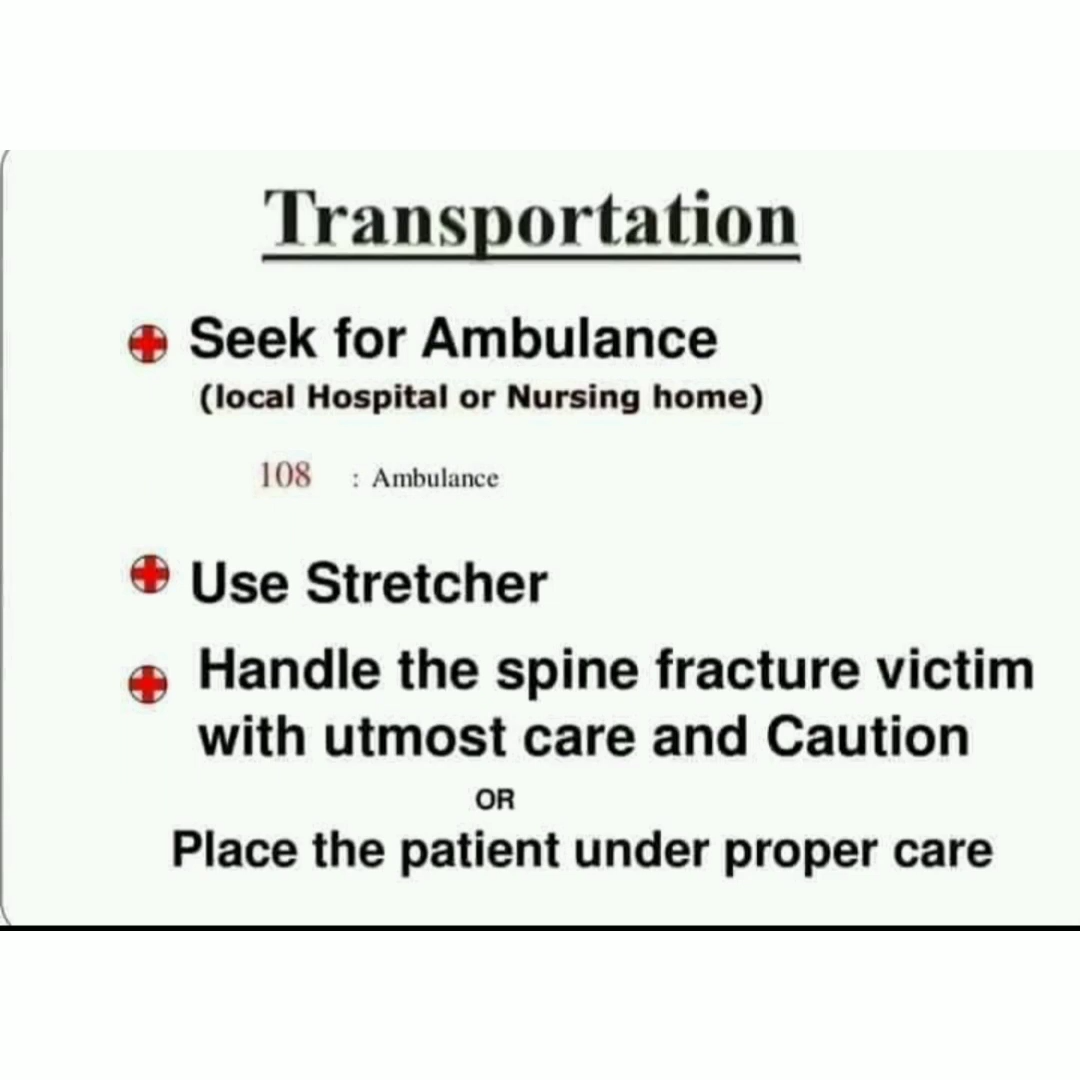 Transportation
Seek for Ambulance
(local Hospital or Nursing home)
108 : Ambulance
Use Stretcher
Handle the spine fracture victim
with utmost care and Caution
OR
Place the patient under proper care